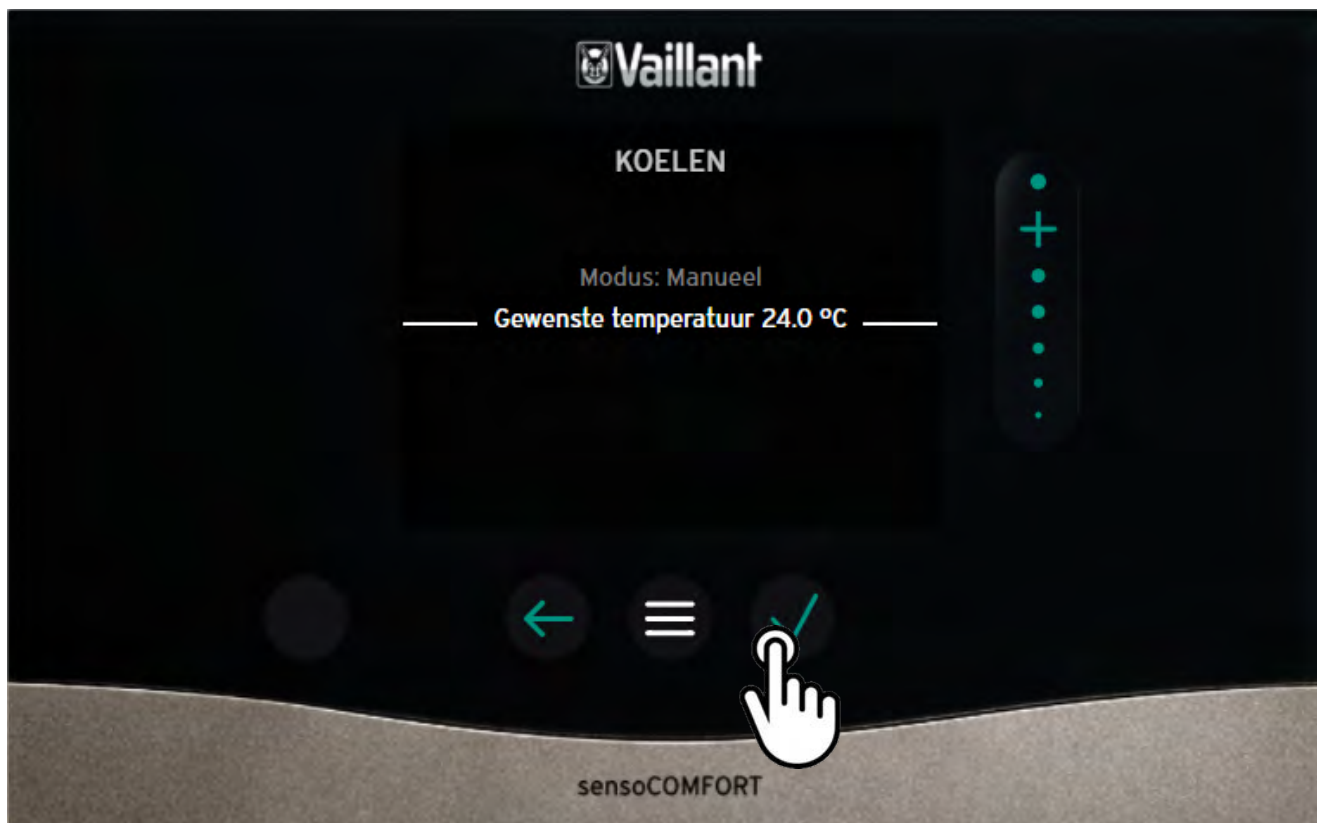 Vaillant
KOELEN
Modus: Manueel
Gewenste temperatuur 24.0 °C
sensoCOMFORT